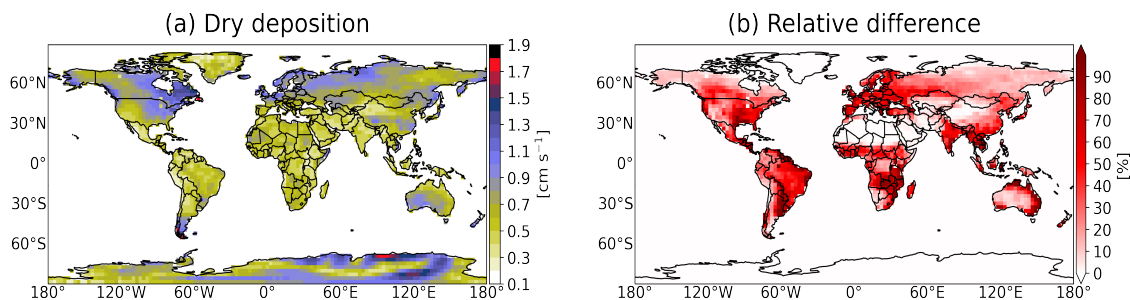 (a) Dry deposition
(b) Relative difference
60°N
30°N
0°
30°S
60°S
180°
120°W
60°W
0°
60°E
120°E
180°
1.9
1.7
1.5
1.3
1.1
0.9
0.7
0.5
0.3
0.1
[cm s⁻¹]
60°N
30°N
0°
30°S
60°S
180°
120°W
60°W
0°
60°E
120°E
180°
90
80
70
60
50
40
30
20
10
0
[%]